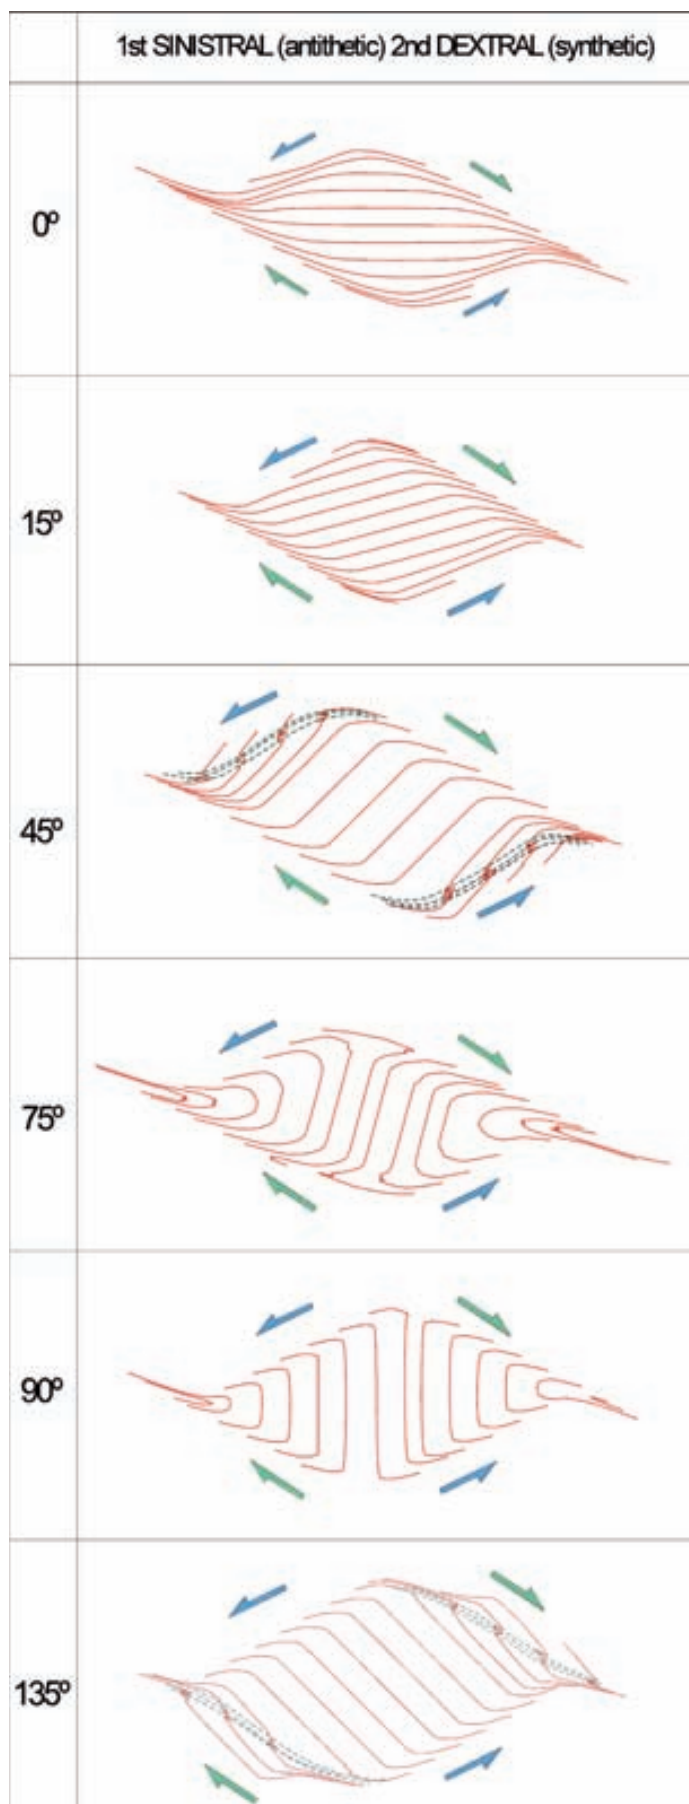 1st SINISTRAL (antithetic) 2nd DEXTRAL (synthetic)
0º
15º
45º
75º
90º
135º